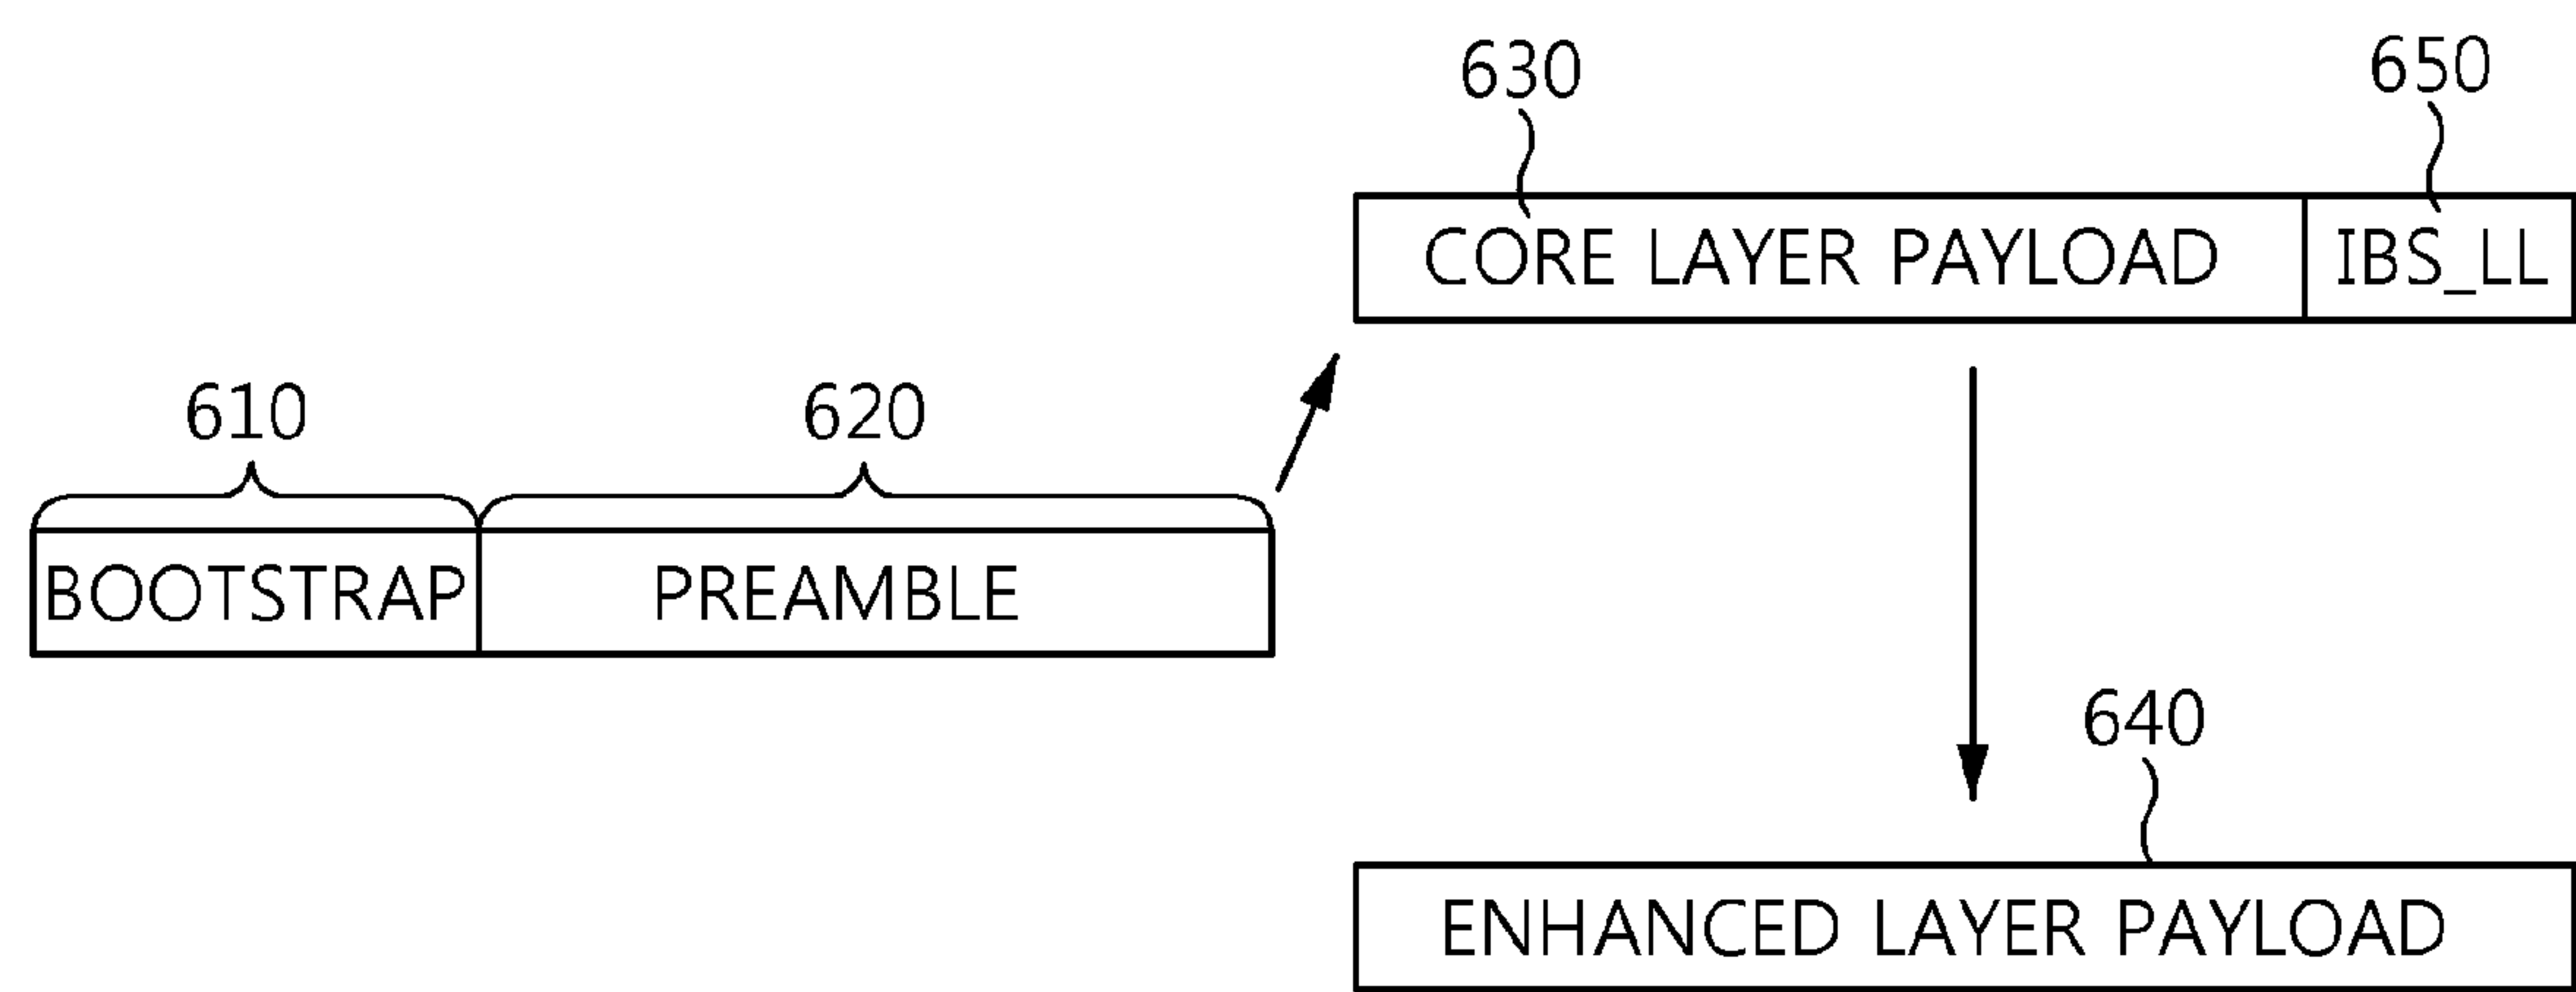 630
650
CORE LAYER PAYLOAD
IBS_LL
610
620
BOOTSTRAP
PREAMBLE
640
ENHANCED LAYER PAYLOAD